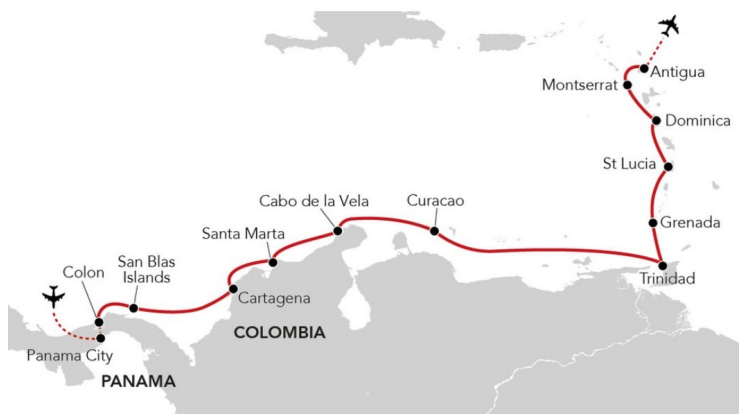 Antigua
Montserrat
Dominica
St Lucia
Cabo de la Vela
Curacao
Grenada
Santa Marta
San Blas
Islands
Colon
Trinidad
Cartagena
COLOMBIA
Panama City
PANAMA